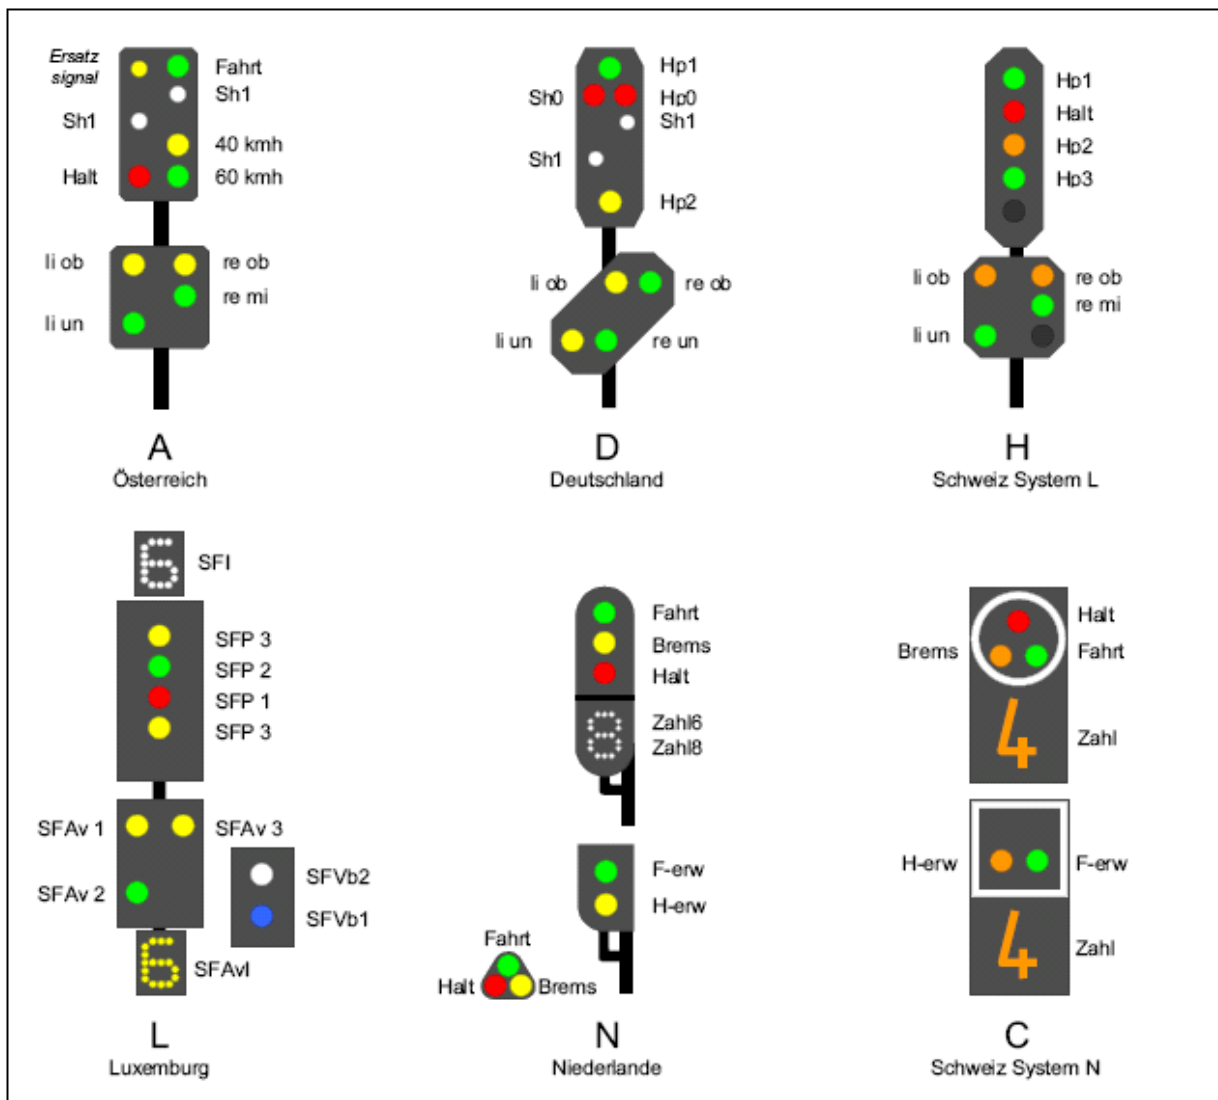 Ersatz
signal
Fahrt
Sh1
Sh1
40 kmh
Halt
60 kmh
li ob
re ob
re mi
li un
A
Österreich
Hp1
Sh0
Hp0
Sh1
Sh1
Hp2
li ob
re ob
li un
re un
D
Deutschland
Hp1
Halt
Hp2
Hp3
li ob
re ob
re mi
li un
H
Schweiz System L
6
SFI
SFP 3
SFP 2
SFP 1
SFP 3
SFAv 1
SFAv 3
SFAv 2
SFVb2
SFVb1
6
SFAvI
L
Luxemburg
Fahrt
Brems
Halt
8
Zahl6
Zahl8
F-erw
H-erw
Fahrt
Halt
Brems
N
Niederlande
Halt
Brems
Fahrt
4
Zahl
H-erw
F-erw
4
Zahl
C
Schweiz System N